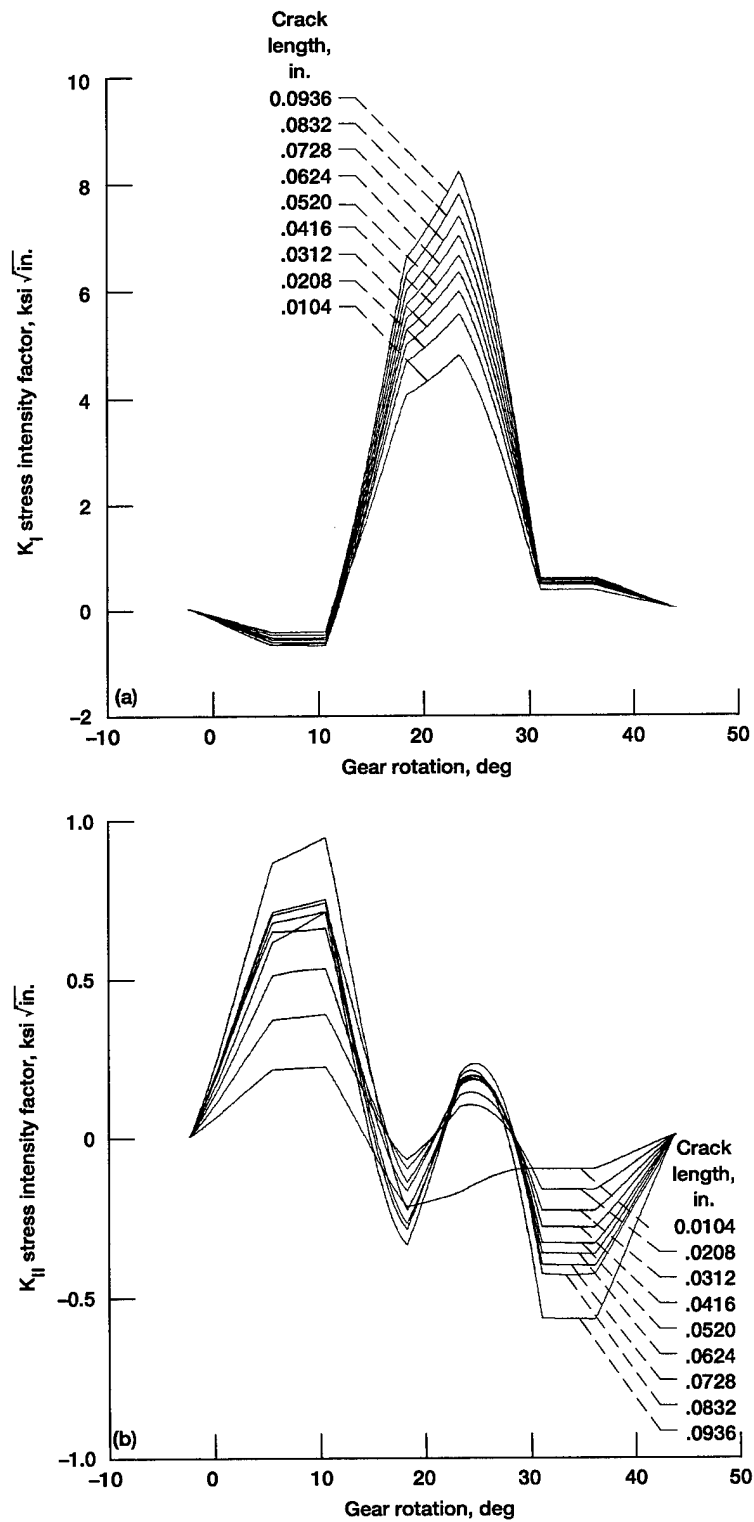 Crack
length,
in.
0.0936
.0832
.0728
.0624
.0520
.0416
.0312
.0208
.0104
10
8
6
4
2
0
−2
K_I stress intensity factor, ksi √in.
(a)
−10 0 10 20 30 40 50
Gear rotation, deg
1.0
0.5
0
−0.5
−1.0
K_II stress intensity factor, ksi √in.
Crack
length,
in.
0.0104
.0208
.0312
.0416
.0520
.0624
.0728
.0832
.0936
(b)
−10 0 10 20 30 40 50
Gear rotation, deg